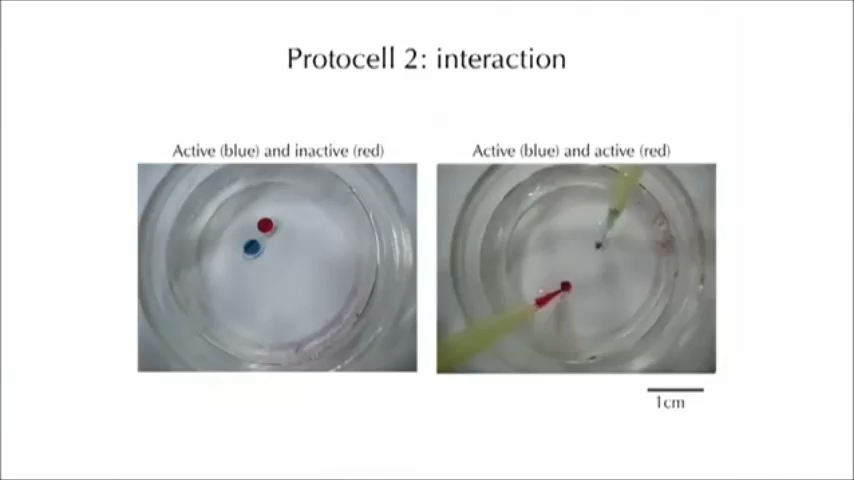 Protocell 2: interaction
Active (blue) and inactive (red)
Active (blue) and active (red)
1cm